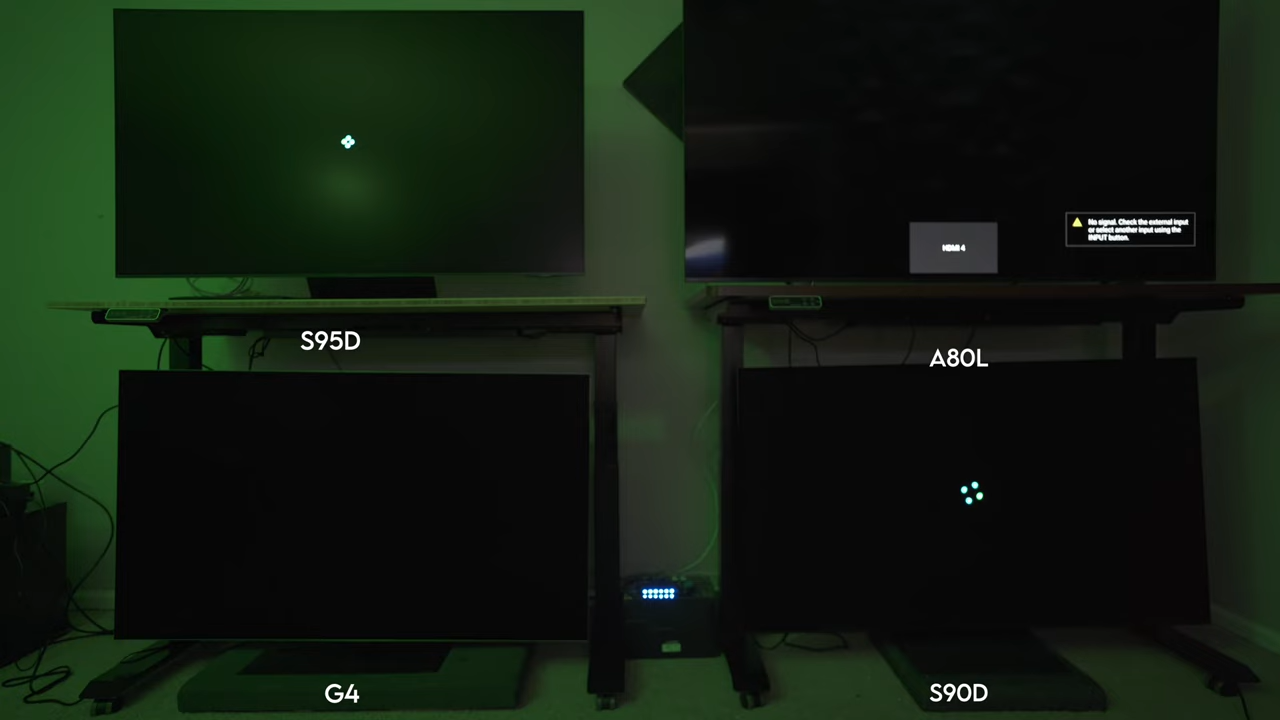 No signal. Check the external input
or select another input using the
INPUT button.
HDMI 4
S95D
A80L
G4
S90D